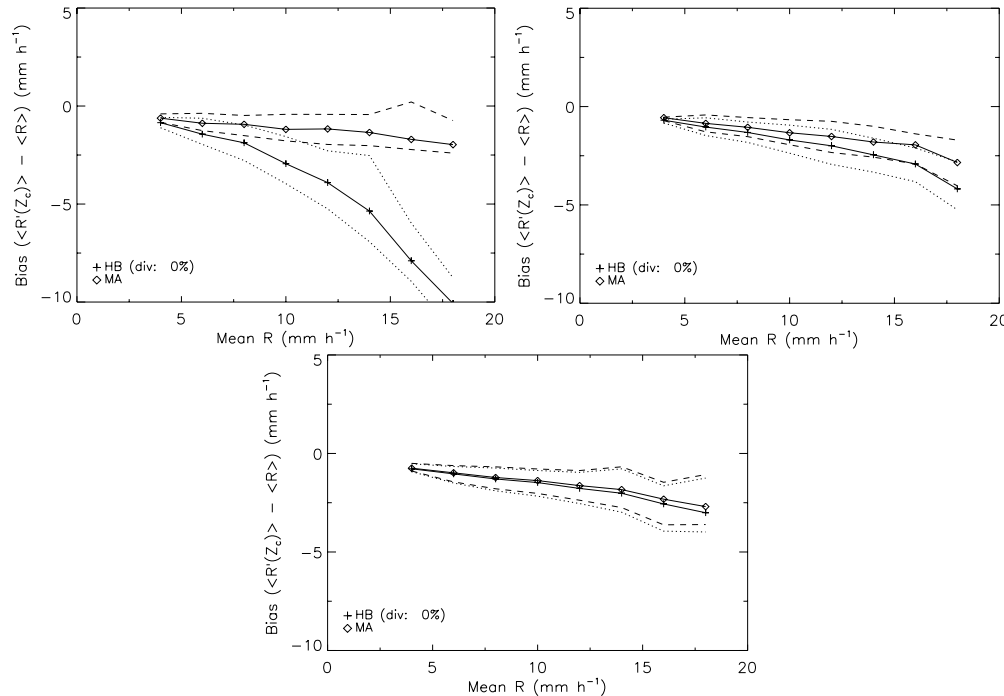 5
0
−5
−10
Bias (<R'(Z_c)> − <R>) (mm h⁻¹)
+ HB (div: 0%)
◇ MA
0 5 10 15 20
Mean R (mm h⁻¹)
5
0
−5
−10
Bias (<R'(Z_c)> − <R>) (mm h⁻¹)
+ HB (div: 0%)
◇ MA
0 5 10 15 20
Mean R (mm h⁻¹)
5
0
−5
−10
Bias (<R'(Z_c)> − <R>) (mm h⁻¹)
+ HB (div: 0%)
◇ MA
0 5 10 15 20
Mean R (mm h⁻¹)